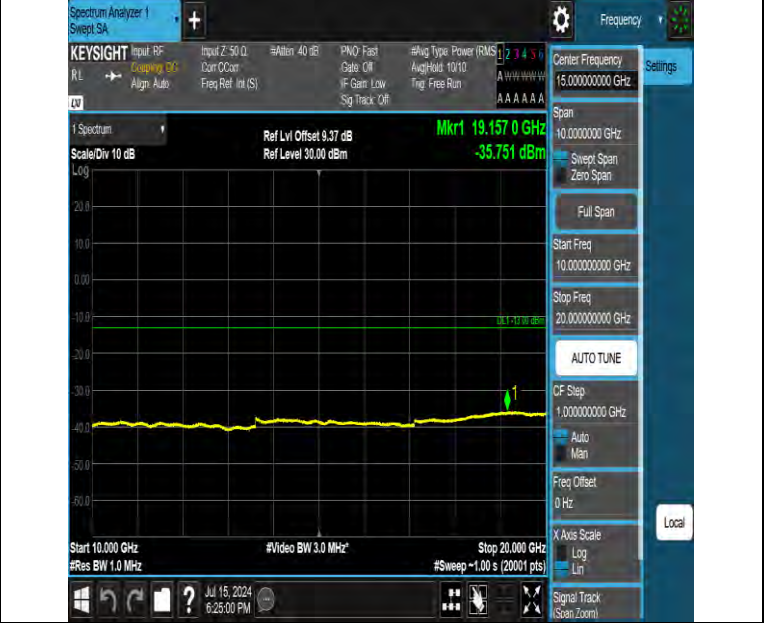 Spectrum Analyzer 1
Swept SA
+
Frequency
KEYSIGHT
Input: RF
Coupling: DC
Align: Auto
Input Z: 50 Ω
Corr CCorr
Freq Ref: Int (S)
#Atten: 40 dB
PNO: Fast
Gate: Off
IF Gain: Low
Sig Track: Off
#Avg Type: Power (RMS
Avg|Hold: 10/10
Trig: Free Run
1 2 3 4 5 6
A W W W W W
A A A A A A
RL
LXI
Center Frequency
15.000000000 GHz
Settings
Span
10.0000000 GHz
Swept Span
Zero Span
Full Span
Start Freq
10.000000000 GHz
Stop Freq
20.000000000 GHz
AUTO TUNE
CF Step
1.000000000 GHz
Auto
Man
Freq Offset
0 Hz
X Axis Scale
Log
Lin
Signal Track
(Span Zoom)
Local
1 Spectrum
Scale/Div 10 dB
Log
Ref Lvl Offset 9.37 dB
Ref Level 30.00 dBm
Mkr1 19.157 0 GHz
-35.751 dBm
20.0
10.0
0.00
-10.0
DL1 -13.00 dBm
-20.0
-30.0
1
-40.0
-50.0
-60.0
Start 10.000 GHz
#Res BW 1.0 MHz
#Video BW 3.0 MHz*
Stop 20.000 GHz
#Sweep ~1.00 s (20001 pts)
?
Jul 15, 2024
6:25:00 PM